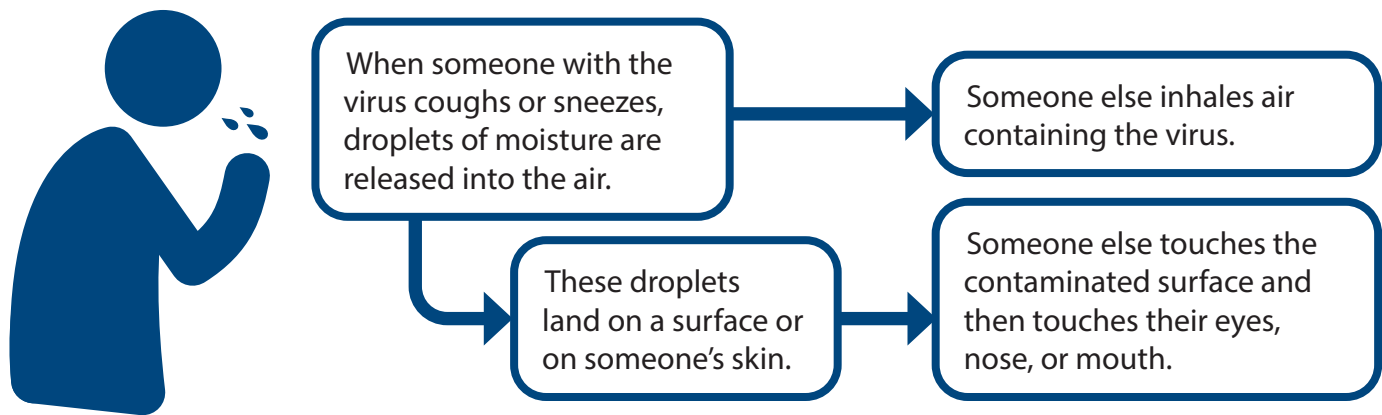 When someone with the
virus coughs or sneezes,
droplets of moisture are
released into the air.
Someone else inhales air
containing the virus.
These droplets
land on a surface or
on someone’s skin.
Someone else touches the
contaminated surface and
then touches their eyes,
nose, or mouth.